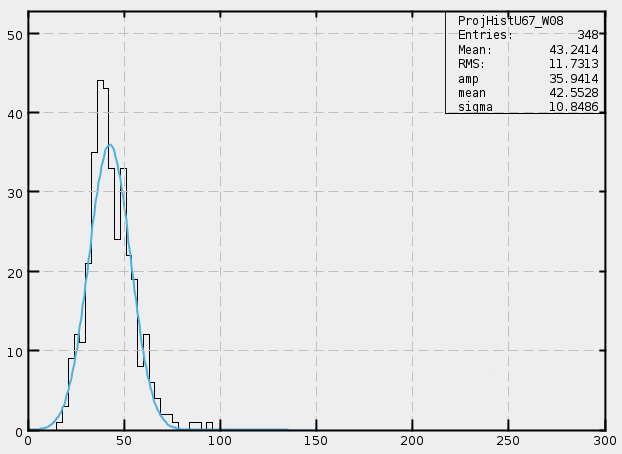 ProjHistU67_W08
Entries: 348
Mean: 43.2414
RMS: 11.7313
amp 35.9414
mean 42.5528
sigma 10.8486
50
40
30
20
10
0
0 50 100 150 200 250 300